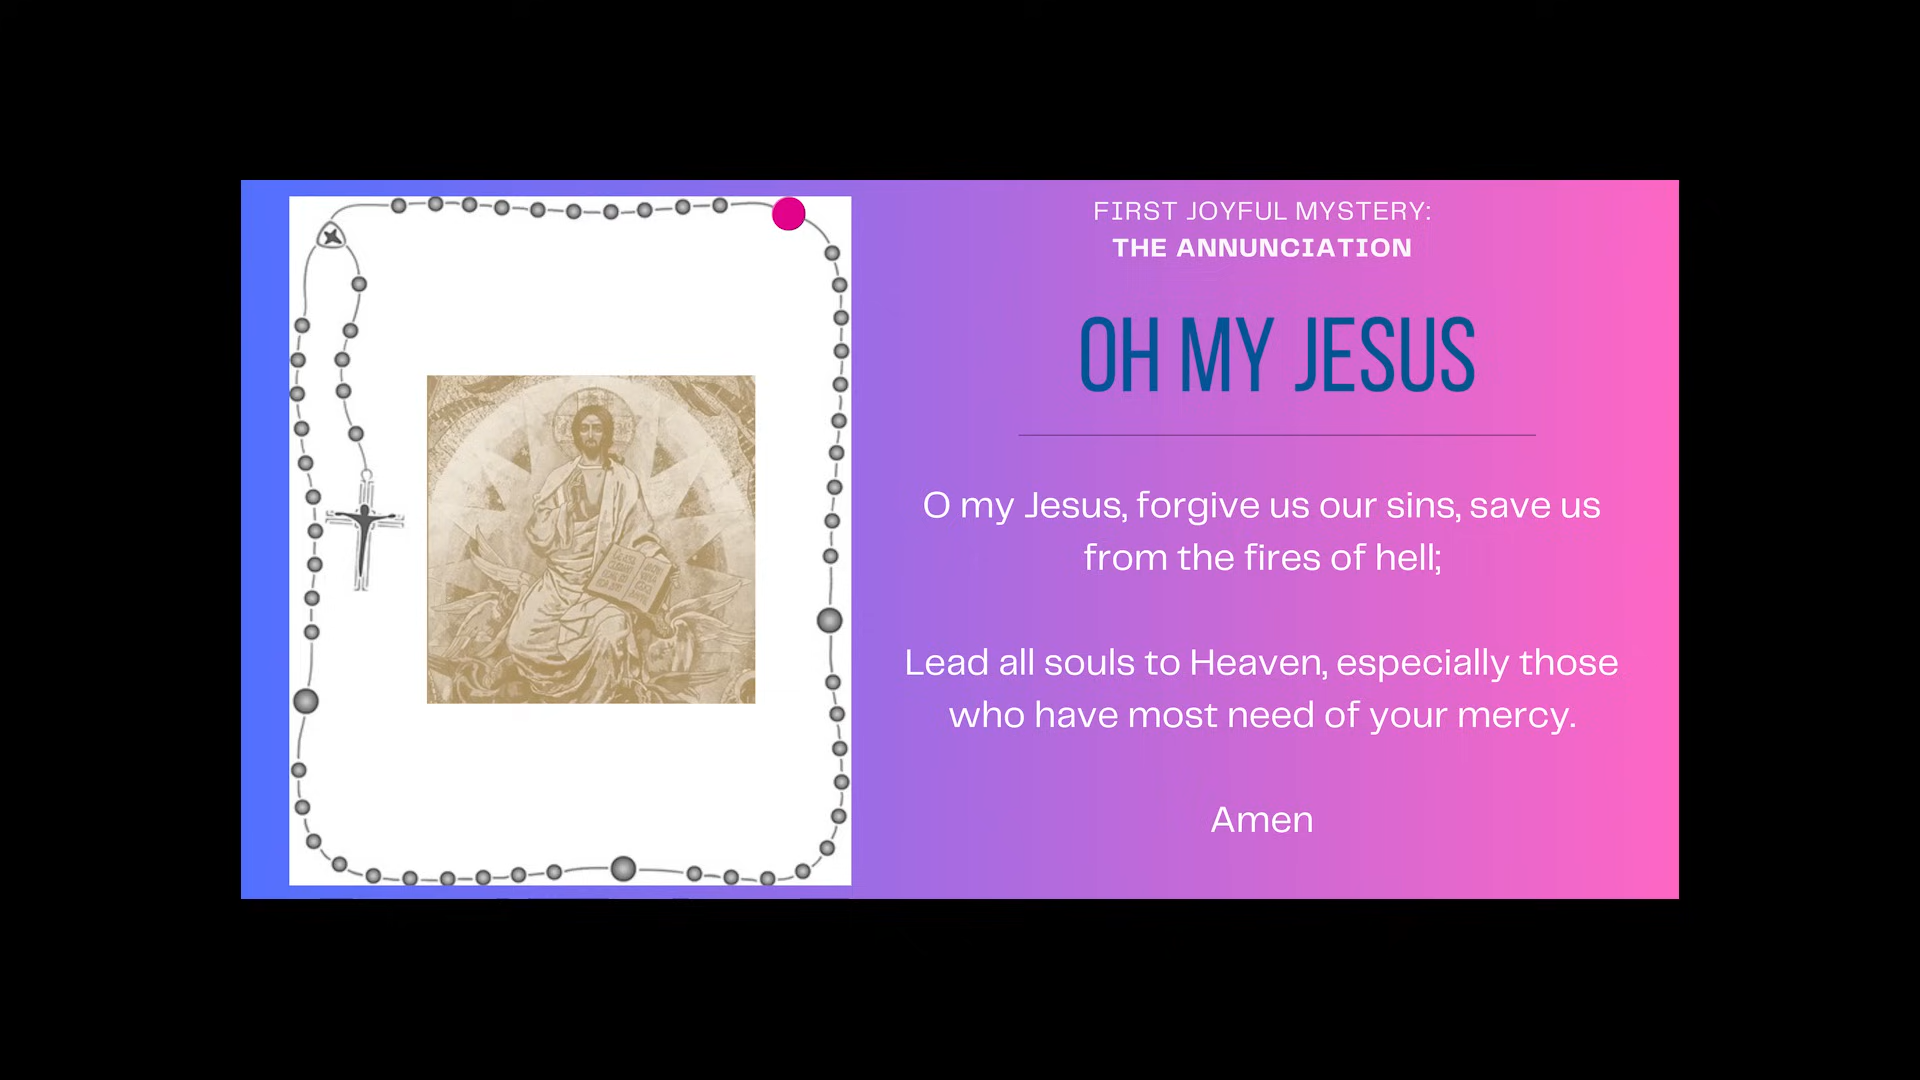 FIRST JOYFUL MYSTERY:
THE ANNUNCIATION
OH MY JESUS
O my Jesus, forgive us our sins, save us
from the fires of hell;
Lead all souls to Heaven, especially those
who have most need of your mercy.
Amen